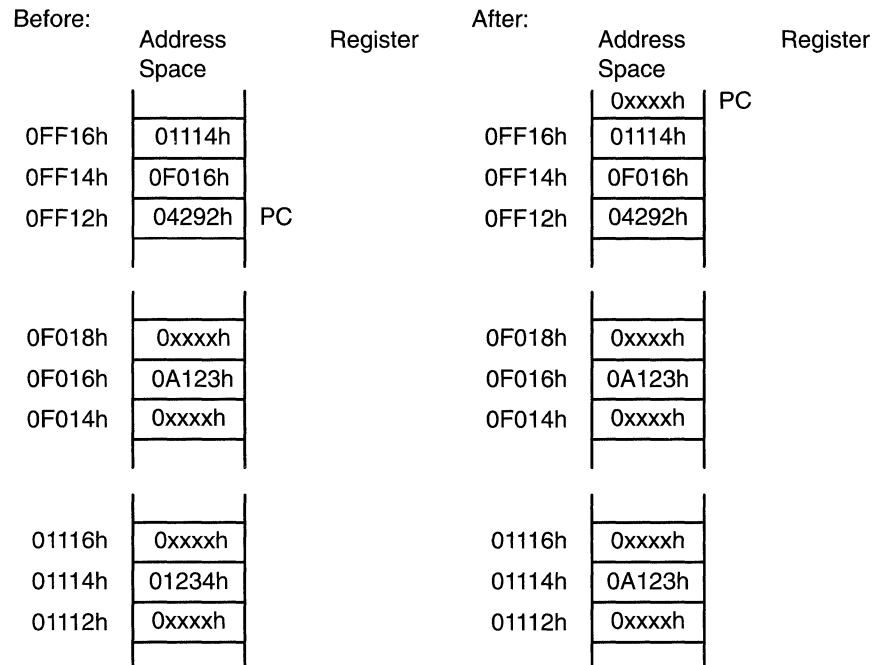 Before: After:
Address Register Address Register
Space Space
0xxxxh PC
0FF16h 01114h 0FF16h 01114h
0FF14h 0F016h 0FF14h 0F016h
0FF12h 04292h PC 0FF12h 04292h
0F018h 0xxxxh 0F018h 0xxxxh
0F016h 0A123h 0F016h 0A123h
0F014h 0xxxxh 0F014h 0xxxxh
01116h 0xxxxh 01116h 0xxxxh
01114h 01234h 01114h 0A123h
01112h 0xxxxh 01112h 0xxxxh